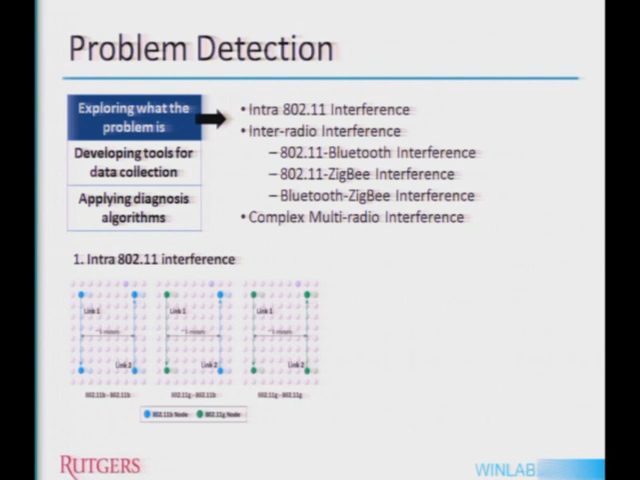 Problem Detection
Exploring what the
problem is
Developing tools for
data collection
Applying diagnosis
algorithms
• Intra 802.11 Interference
• Inter-radio Interference
– 802.11-Bluetooth Interference
– 802.11-ZigBee Interference
– Bluetooth-ZigBee Interference
• Complex Multi-radio Interference
1. Intra 802.11 interference
Link 1
Link 2
802.11b - 802.11b
Link 1
Link 2
802.11g - 802.11b
Link 1
Link 2
802.11g - 802.11g
802.11b Node
802.11g Node
RUTGERS
WINLAB